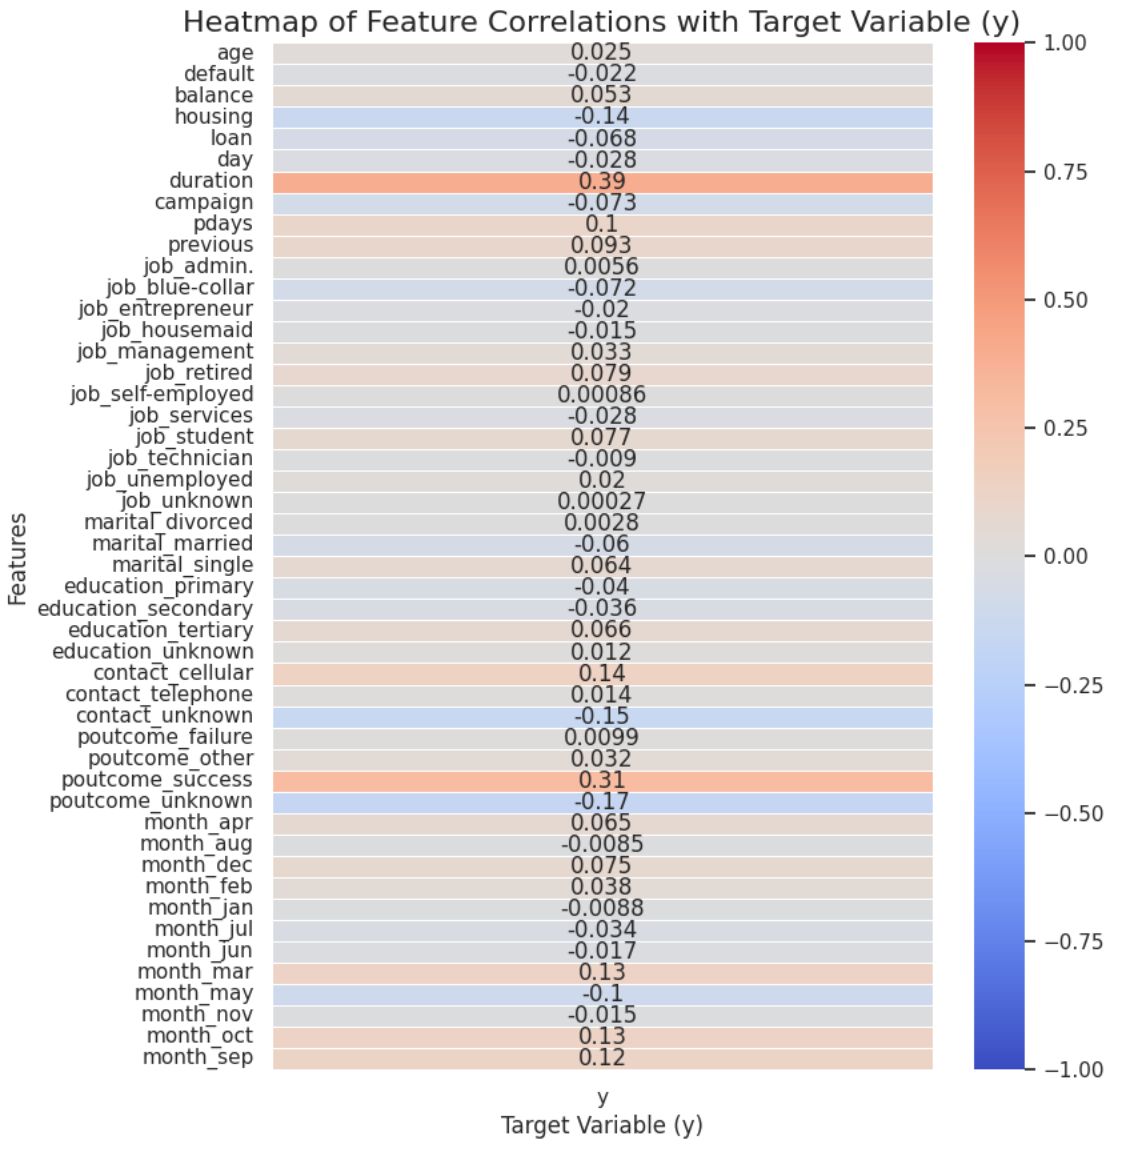 Heatmap of Feature Correlations with Target Variable (y)
age 0.025
default -0.022
balance 0.053
housing -0.14
loan -0.068
day -0.028
duration 0.39
campaign -0.073
pdays 0.1
previous 0.093
job_admin. 0.0056
job_blue-collar -0.072
job_entrepreneur -0.02
job_housemaid -0.015
job_management 0.033
job_retired 0.079
job_self-employed 0.00086
job_services -0.028
job_student 0.077
job_technician -0.009
job_unemployed 0.02
job_unknown 0.00027
marital_divorced 0.0028
marital_married -0.06
marital_single 0.064
education_primary -0.04
education_secondary -0.036
education_tertiary 0.066
education_unknown 0.012
contact_cellular 0.14
contact_telephone 0.014
contact_unknown -0.15
poutcome_failure 0.0099
poutcome_other 0.032
poutcome_success 0.31
poutcome_unknown -0.17
month_apr 0.065
month_aug -0.0085
month_dec 0.075
month_feb 0.038
month_jan -0.0088
month_jul -0.034
month_jun -0.017
month_mar 0.13
month_may -0.1
month_nov -0.015
month_oct 0.13
month_sep 0.12
Features
y
Target Variable (y)
1.00
0.75
0.50
0.25
0.00
−0.25
−0.50
−0.75
−1.00